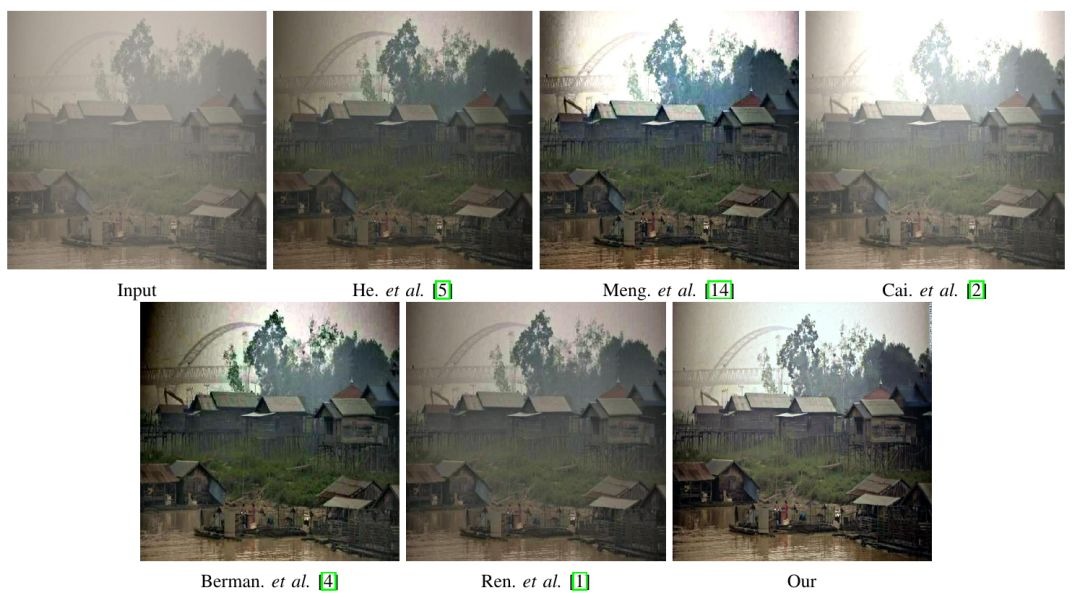 Input He. et al. [5] Meng. et al. [14] Cai. et al. [2]
Berman. et al. [4] Ren. et al. [1] Our